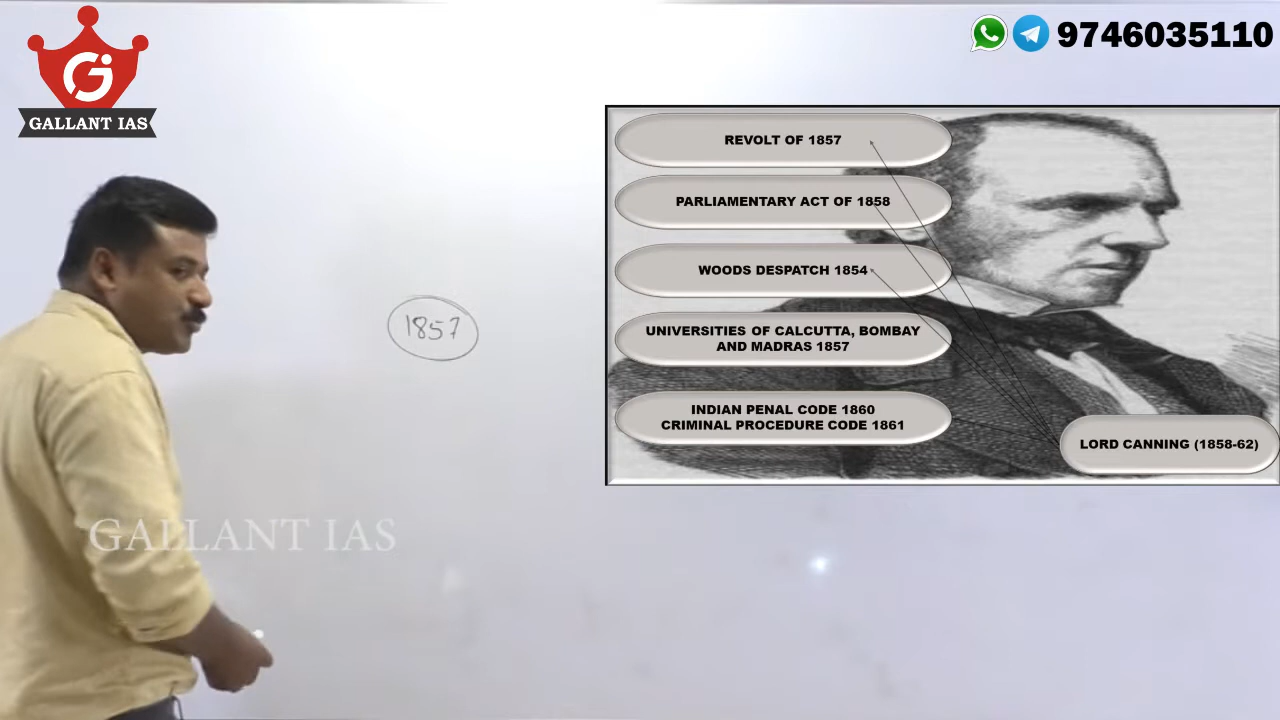 GALLANT IAS
9746035110
REVOLT OF 1857
PARLIAMENTARY ACT OF 1858
WOODS DESPATCH 1854
UNIVERSITIES OF CALCUTTA, BOMBAY
AND MADRAS 1857
INDIAN PENAL CODE 1860
CRIMINAL PROCEDURE CODE 1861
LORD CANNING (1858-62)
1857
GALLANT IAS